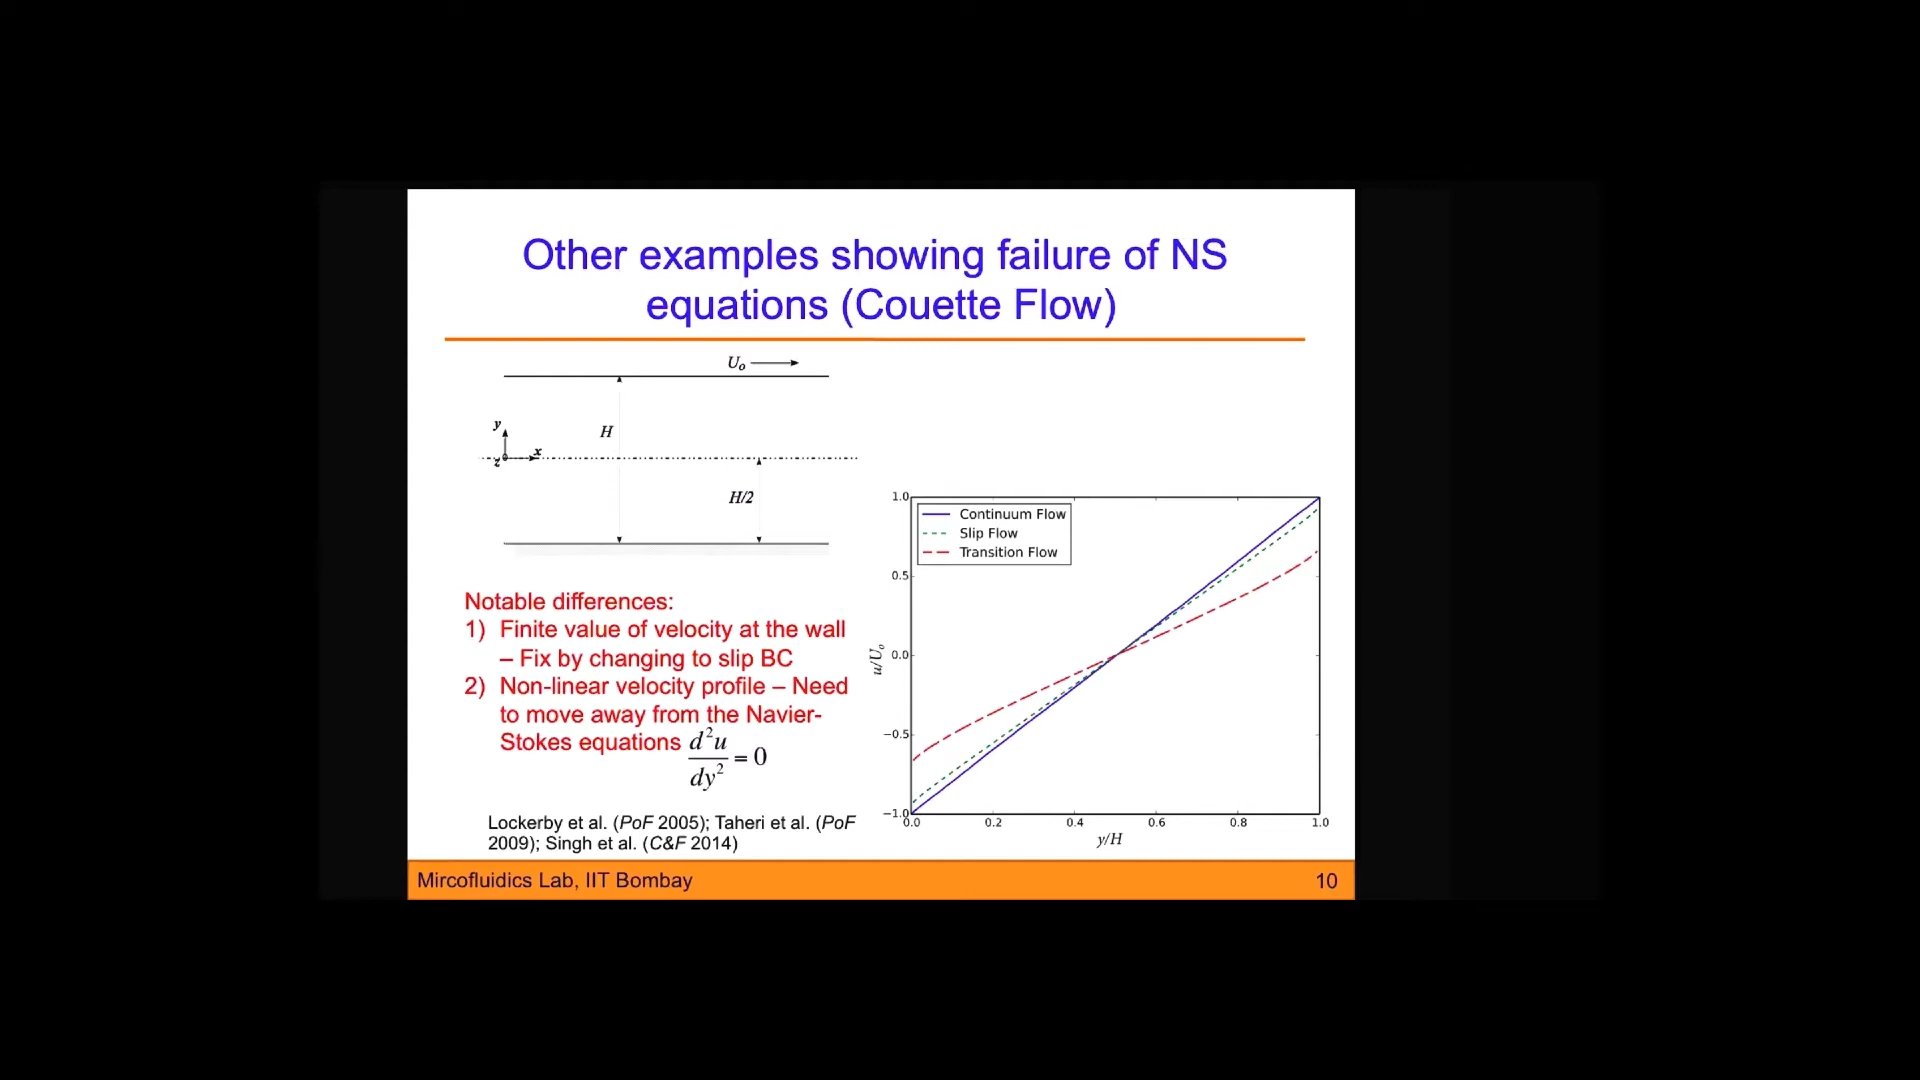 Other examples showing failure of NS
equations (Couette Flow)
Uo
y
H
x
z
H/2
Notable differences:
1) Finite value of velocity at the wall
– Fix by changing to slip BC
2) Non-linear velocity profile – Need
to move away from the Navier-
Stokes equations d²u/dy² = 0
Lockerby et al. (PoF 2005); Taheri et al. (PoF
2009); Singh et al. (C&F 2014)
Continuum Flow
Slip Flow
Transition Flow
1.0
0.5
0.0
−0.5
−1.0
u/Uo
0.0 0.2 0.4 0.6 0.8 1.0
y/H
Mircofluidics Lab, IIT Bombay 10